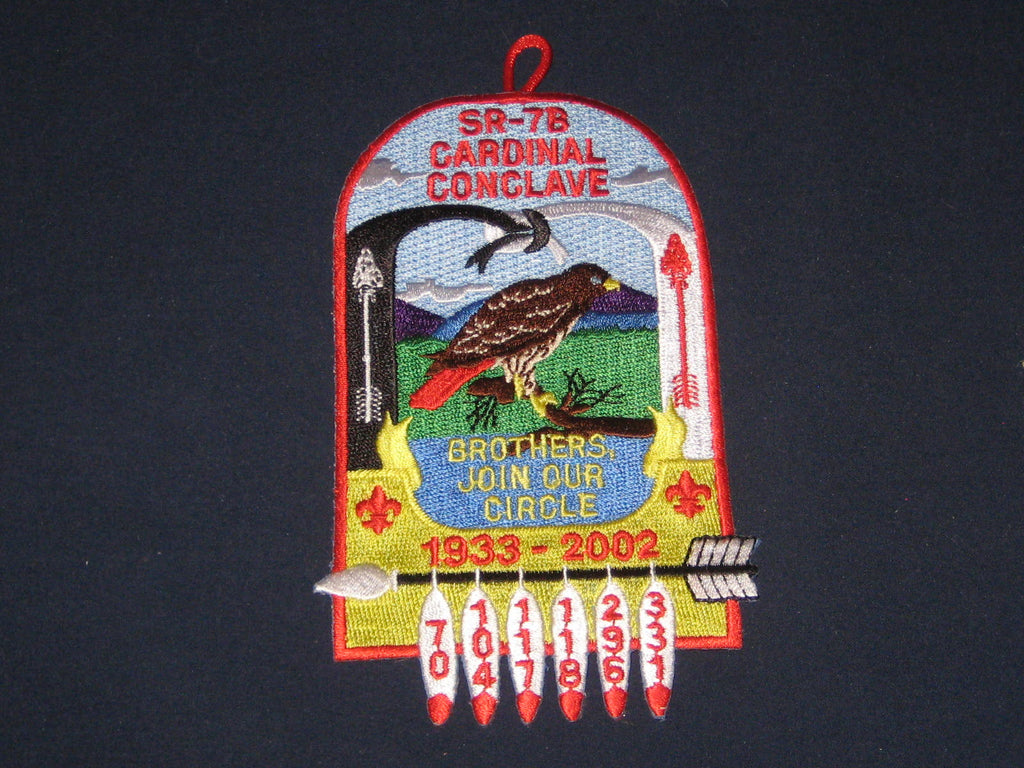 SR-7B
CARDINAL
CONCLAVE
BROTHERS,
JOIN OUR
CIRCLE
1933 - 2002
70
104
117
118
296
331